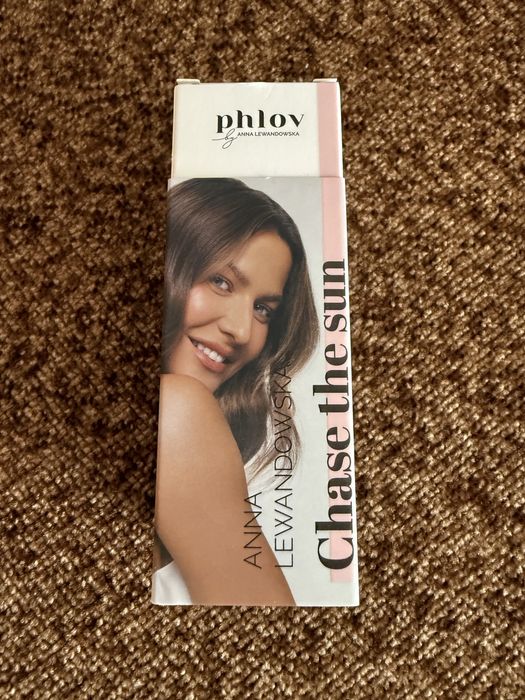 phlov
by ANNA LEWANDOWSKA
ANNA
LEWANDOWSKA
Chase the sun